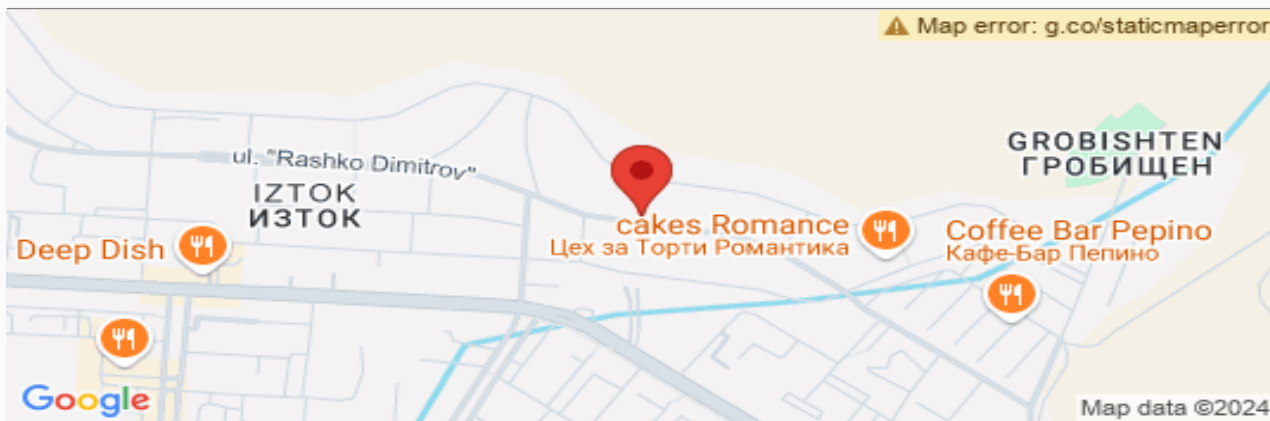 Map error: g.co/staticmaperror
GROBISHTEN
ГРОБИЩЕН
ul. "Rashko Dimitrov"
IZTOK
ИЗТОК
cakes Romance
Цех за Торти Романтика
Coffee Bar Pepino
Кафе-Бар Пепино
Deep Dish
Google
Map data ©2024